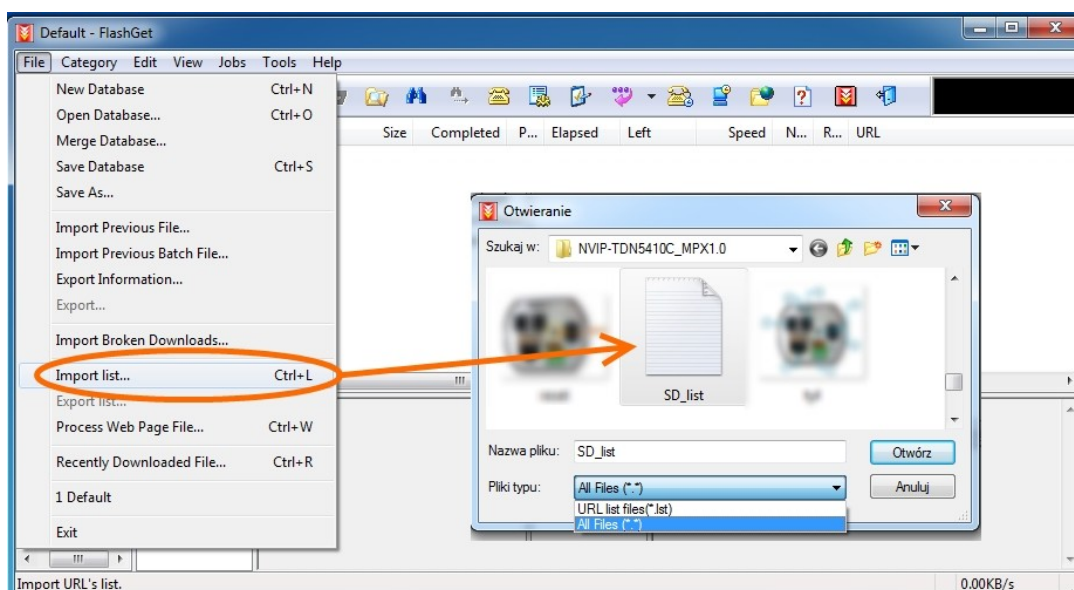 Default - FlashGet
File Category Edit View Jobs Tools Help
New Database Ctrl+N
Open Database... Ctrl+O
Merge Database...
Save Database Ctrl+S
Save As...
Import Previous File...
Import Previous Batch File...
Export Information...
Export...
Import Broken Downloads...
Import list... Ctrl+L
Export list...
Process Web Page File... Ctrl+W
Recently Downloaded File... Ctrl+R
1 Default
Exit
Size Completed P... Elapsed Left Speed N... R... URL
Otwieranie
Szukaj w: NVIP-TDN5410C_MPX1.0
SD_list
Nazwa pliku: SD_list Otwórz
Pliki typu: All Files (*.*) Anuluj
URL list files(*.lst)
All Files (*.*)
Import URL's list. 0.00KB/s